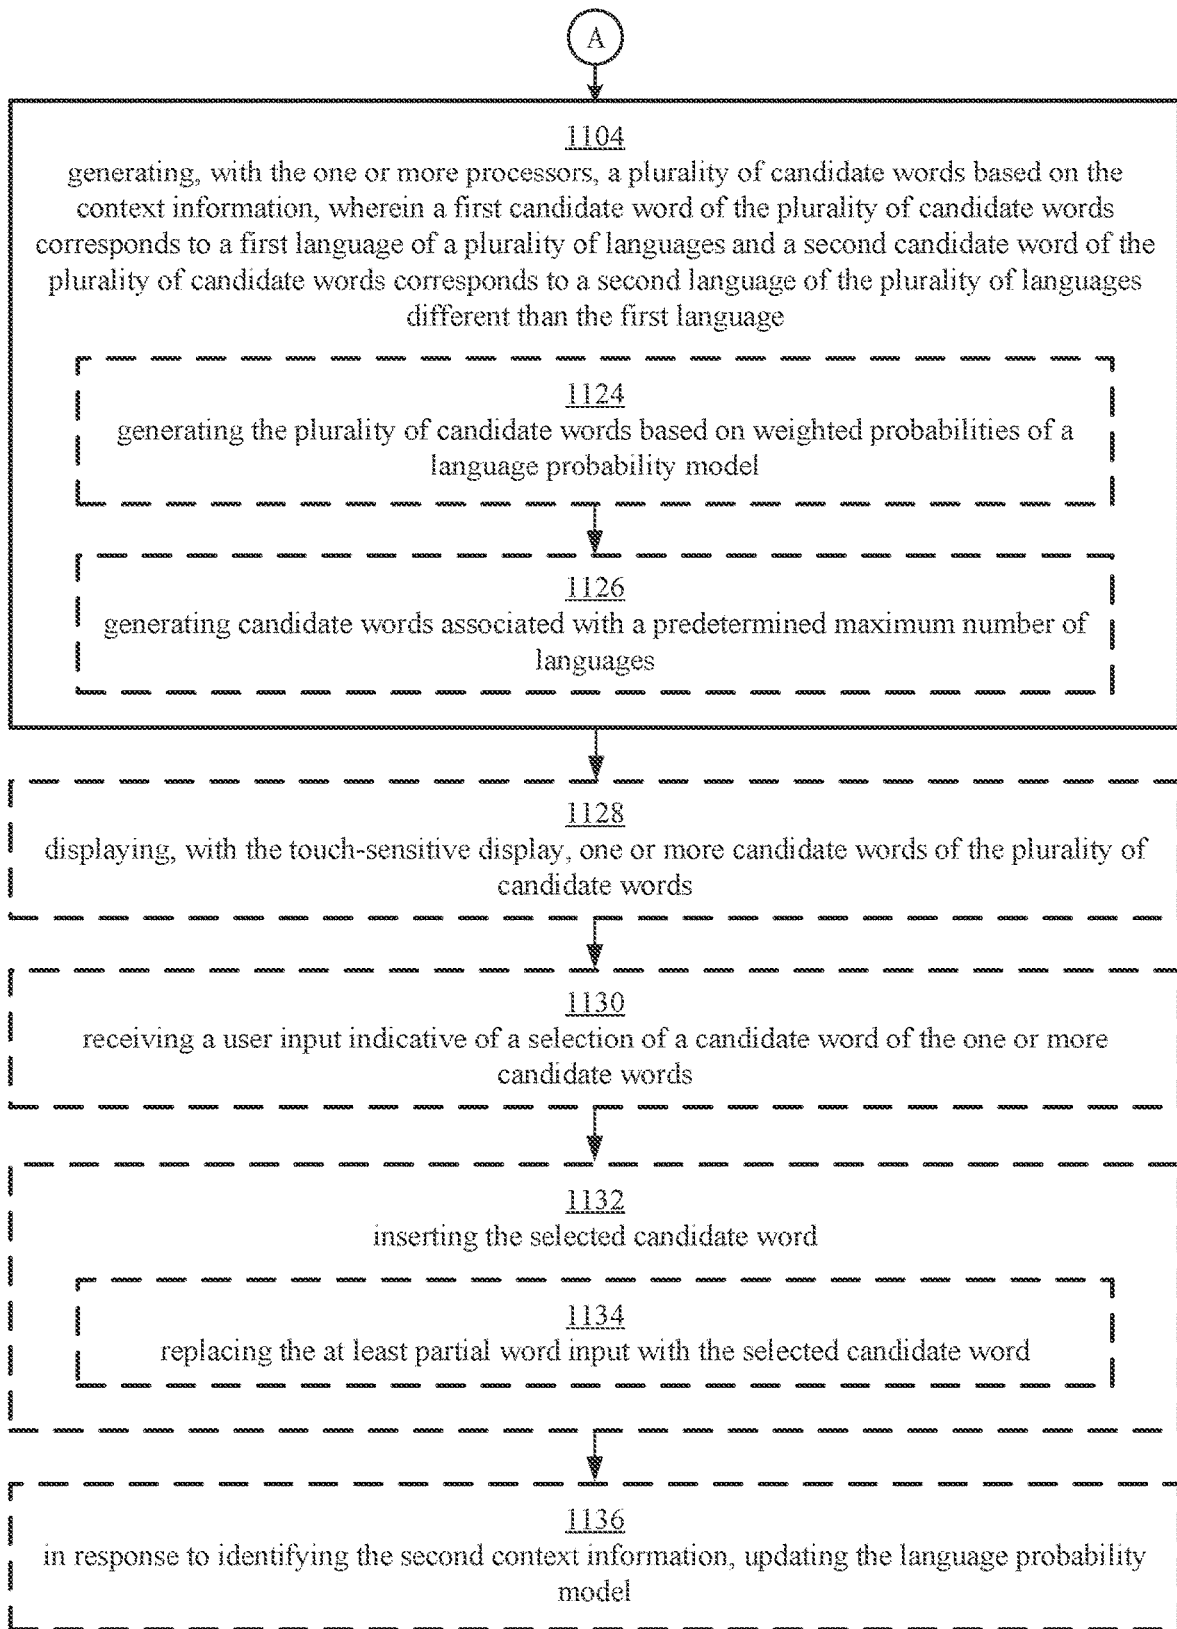 A
1104
generating, with the one or more processors, a plurality of candidate words based on the
context information, wherein a first candidate word of the plurality of candidate words
corresponds to a first language of a plurality of languages and a second candidate word of the
plurality of candidate words corresponds to a second language of the plurality of languages
different than the first language
1124
generating the plurality of candidate words based on weighted probabilities of a
language probability model
1126
generating candidate words associated with a predetermined maximum number of
languages
1128
displaying, with the touch-sensitive display, one or more candidate words of the plurality of
candidate words
1130
receiving a user input indicative of a selection of a candidate word of the one or more
candidate words
1132
inserting the selected candidate word
1134
replacing the at least partial word input with the selected candidate word
1136
in response to identifying the second context information, updating the language probability
model